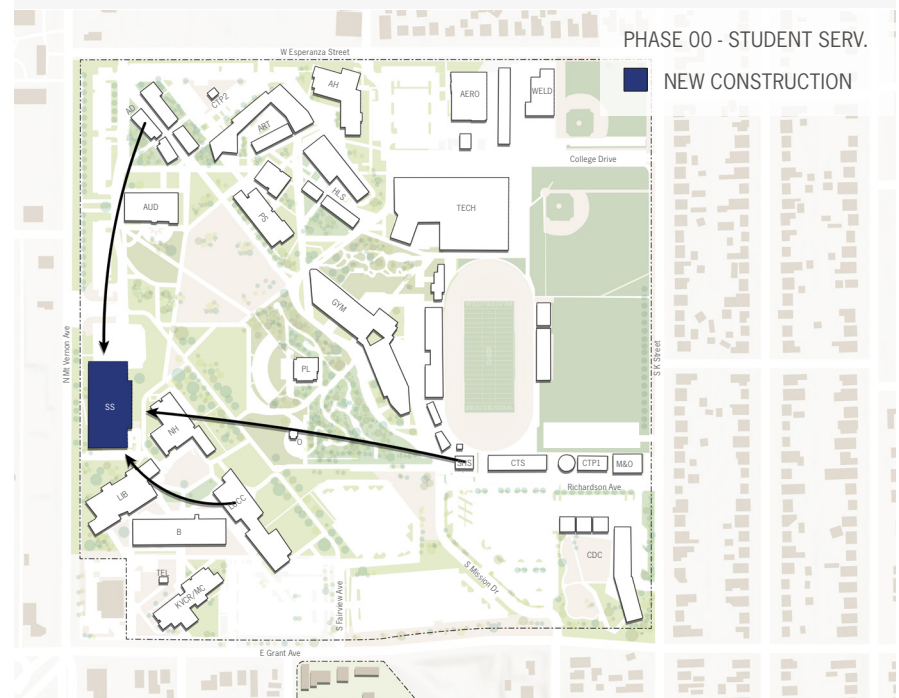 PHASE 00 - STUDENT SERV.
NEW CONSTRUCTION
W Esperanza Street
AH
AERO
WELD
CTP2
AD
ART
College Drive
HLS
AUD
PS
TECH
GYM
N Mt Vernon Ave
S K Street
PL
SS
NH
O
SHS
CTS
CTP1
M&O
Richardson Ave
LIB
LSCC
B
CDC
S Mission Dr.
TEL
KVCR/MC
S Fairview Ave
E Grant Ave